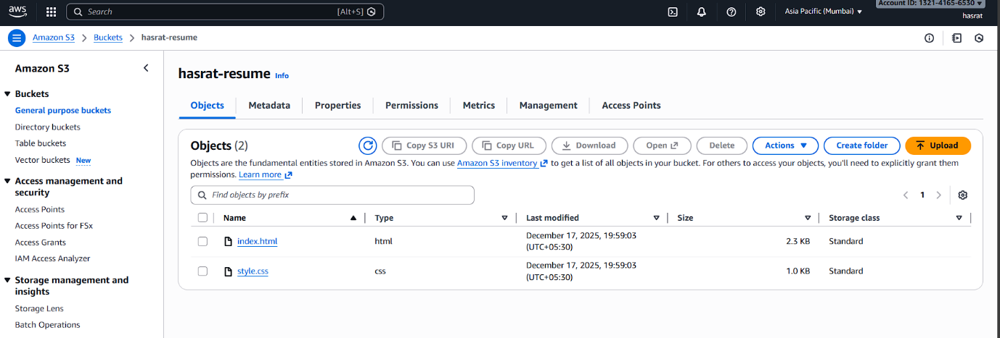 aws
Search [Alt+S]
Asia Pacific (Mumbai)
Account ID: 1321-4165-6530
hasrat
Amazon S3 > Buckets > hasrat-resume
Amazon S3
Buckets
General purpose buckets
Directory buckets
Table buckets
Vector buckets New
Access management and
security
Access Points
Access Points for FSx
Access Grants
IAM Access Analyzer
Storage management and
insights
Storage Lens
Batch Operations
hasrat-resume Info
Objects Metadata Properties Permissions Metrics Management Access Points
Objects (2)
Copy S3 URI Copy URL Download Open Delete Actions Create folder Upload
Objects are the fundamental entities stored in Amazon S3. You can use Amazon S3 inventory to get a list of all objects in your bucket. For others to access your objects, you'll need to explicitly grant them
permissions. Learn more
Find objects by prefix
1
Name Type Last modified Size Storage class
index.html html December 17, 2025, 19:59:03 2.3 KB Standard
(UTC+05:30)
style.css css December 17, 2025, 19:59:03 1.0 KB Standard
(UTC+05:30)